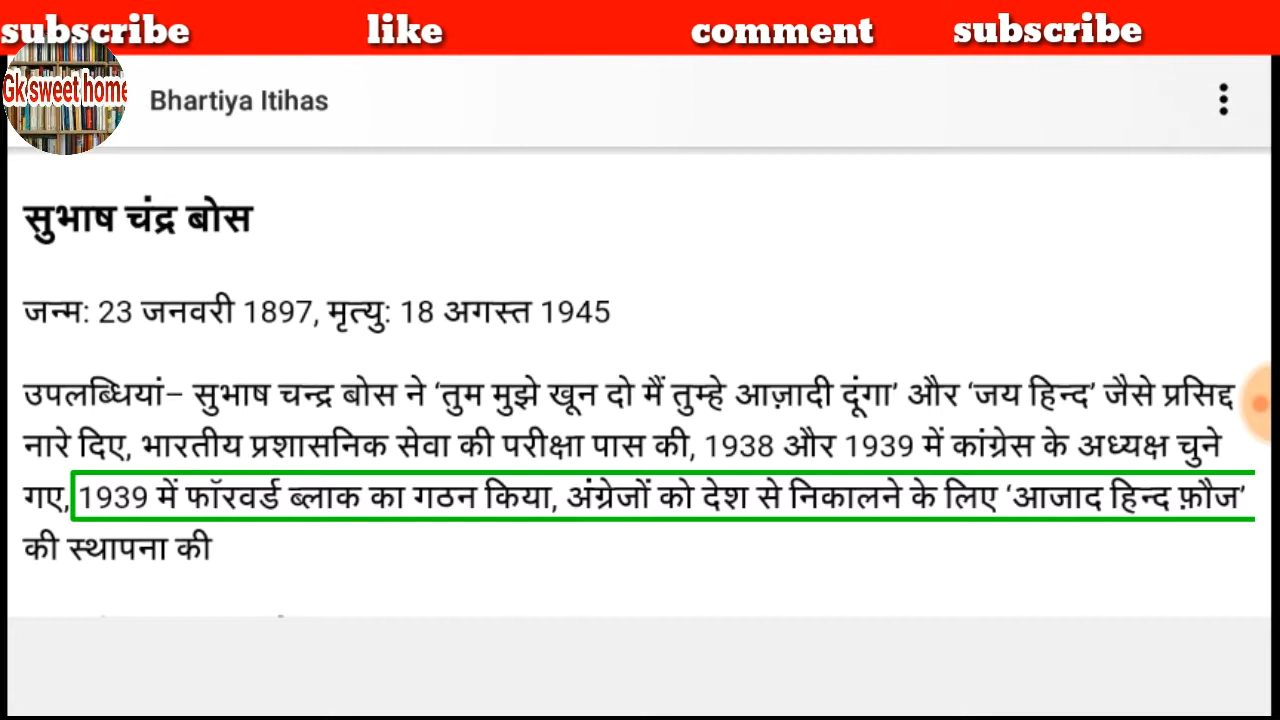 subscribe like comment subscribe
Gk sweet home
Bhartiya Itihas
सुभाष चंद्र बोस
जन्म: 23 जनवरी 1897, मृत्यु: 18 अगस्त 1945
उपलब्धियां– सुभाष चन्द्र बोस ने ‘तुम मुझे खून दो मैं तुम्हे आज़ादी दूंगा’ और ‘जय हिन्द’ जैसे प्रसिद्द
नारे दिए, भारतीय प्रशासनिक सेवा की परीक्षा पास की, 1938 और 1939 में कांग्रेस के अध्यक्ष चुने
गए, 1939 में फॉरवर्ड ब्लाक का गठन किया, अंग्रेजों को देश से निकालने के लिए ‘आजाद हिन्द फ़ौज’
की स्थापना की